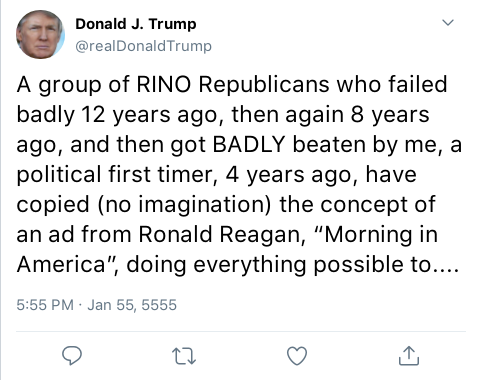 Donald J. Trump
@realDonaldTrump
A group of RINO Republicans who failed
badly 12 years ago, then again 8 years
ago, and then got BADLY beaten by me, a
political first timer, 4 years ago, have
copied (no imagination) the concept of
an ad from Ronald Reagan, “Morning in
America”, doing everything possible to....
5:55 PM · Jan 55, 5555